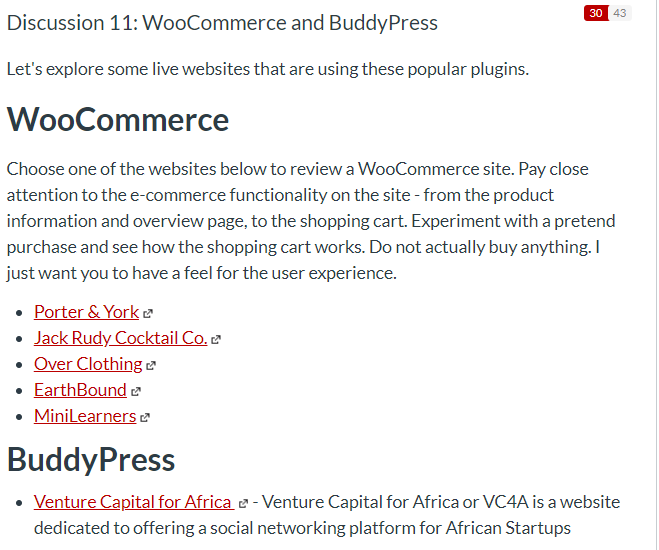 Discussion 11: WooCommerce and BuddyPress
30 43
Let's explore some live websites that are using these popular plugins.
WooCommerce
Choose one of the websites below to review a WooCommerce site. Pay close
attention to the e-commerce functionality on the site - from the product
information and overview page, to the shopping cart. Experiment with a pretend
purchase and see how the shopping cart works. Do not actually buy anything. I
just want you to have a feel for the user experience.
• Porter & York
• Jack Rudy Cocktail Co.
• Over Clothing
• EarthBound
• MiniLearners
BuddyPress
• Venture Capital for Africa - Venture Capital for Africa or VC4A is a website
dedicated to offering a social networking platform for African Startups